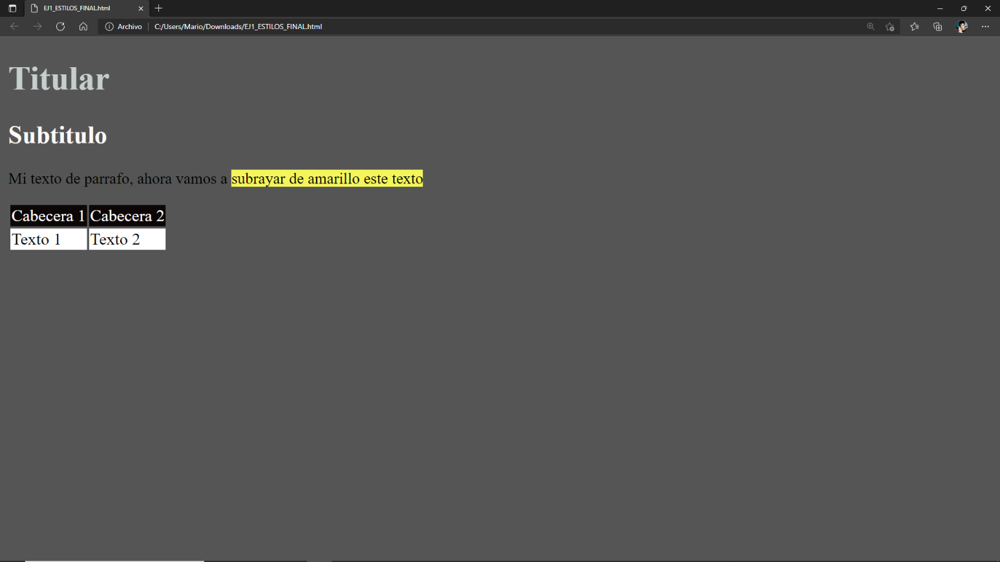 EJ1_ESTILOS_FINAL.html
Archivo C:/Users/Mario/Downloads/EJ1_ESTILOS_FINAL.html
Titular
Subtitulo
Mi texto de parrafo, ahora vamos a subrayar de amarillo este texto
Cabecera 1 Cabecera 2
Texto 1 Texto 2